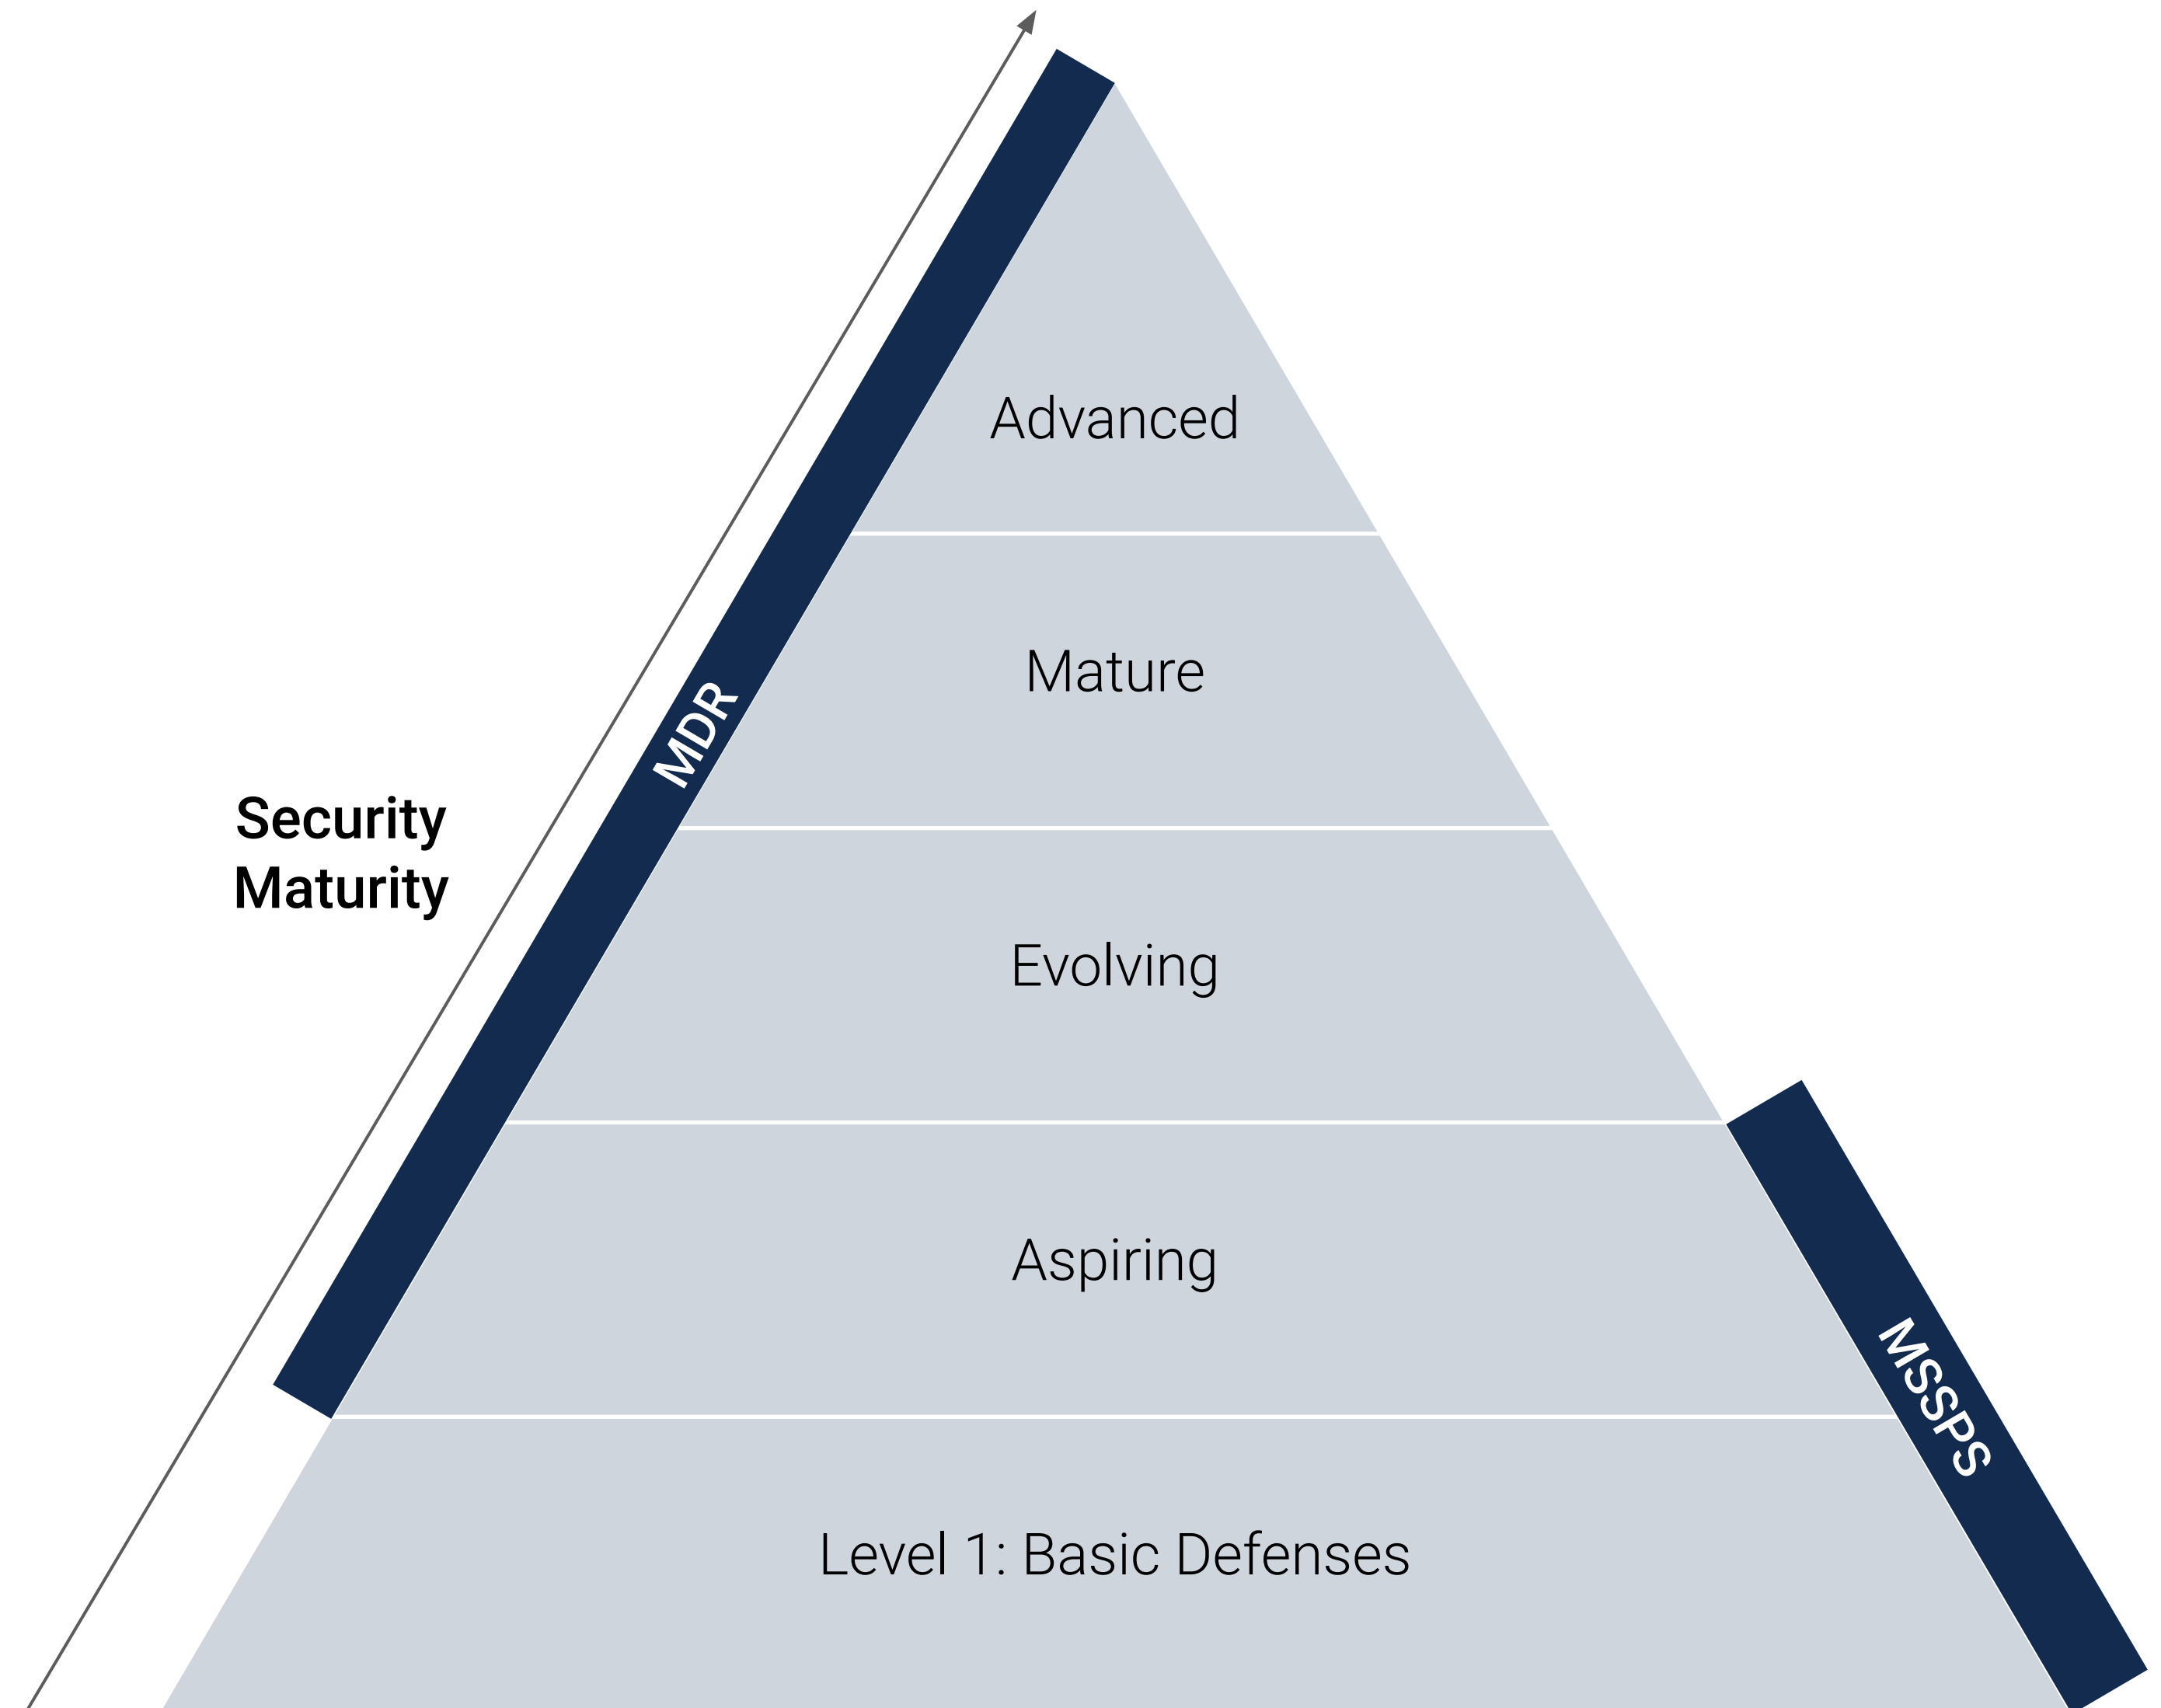 Advanced
Mature
MDR
Security
Maturity
Evolving
Aspiring
MSSPS
Level 1: Basic Defenses